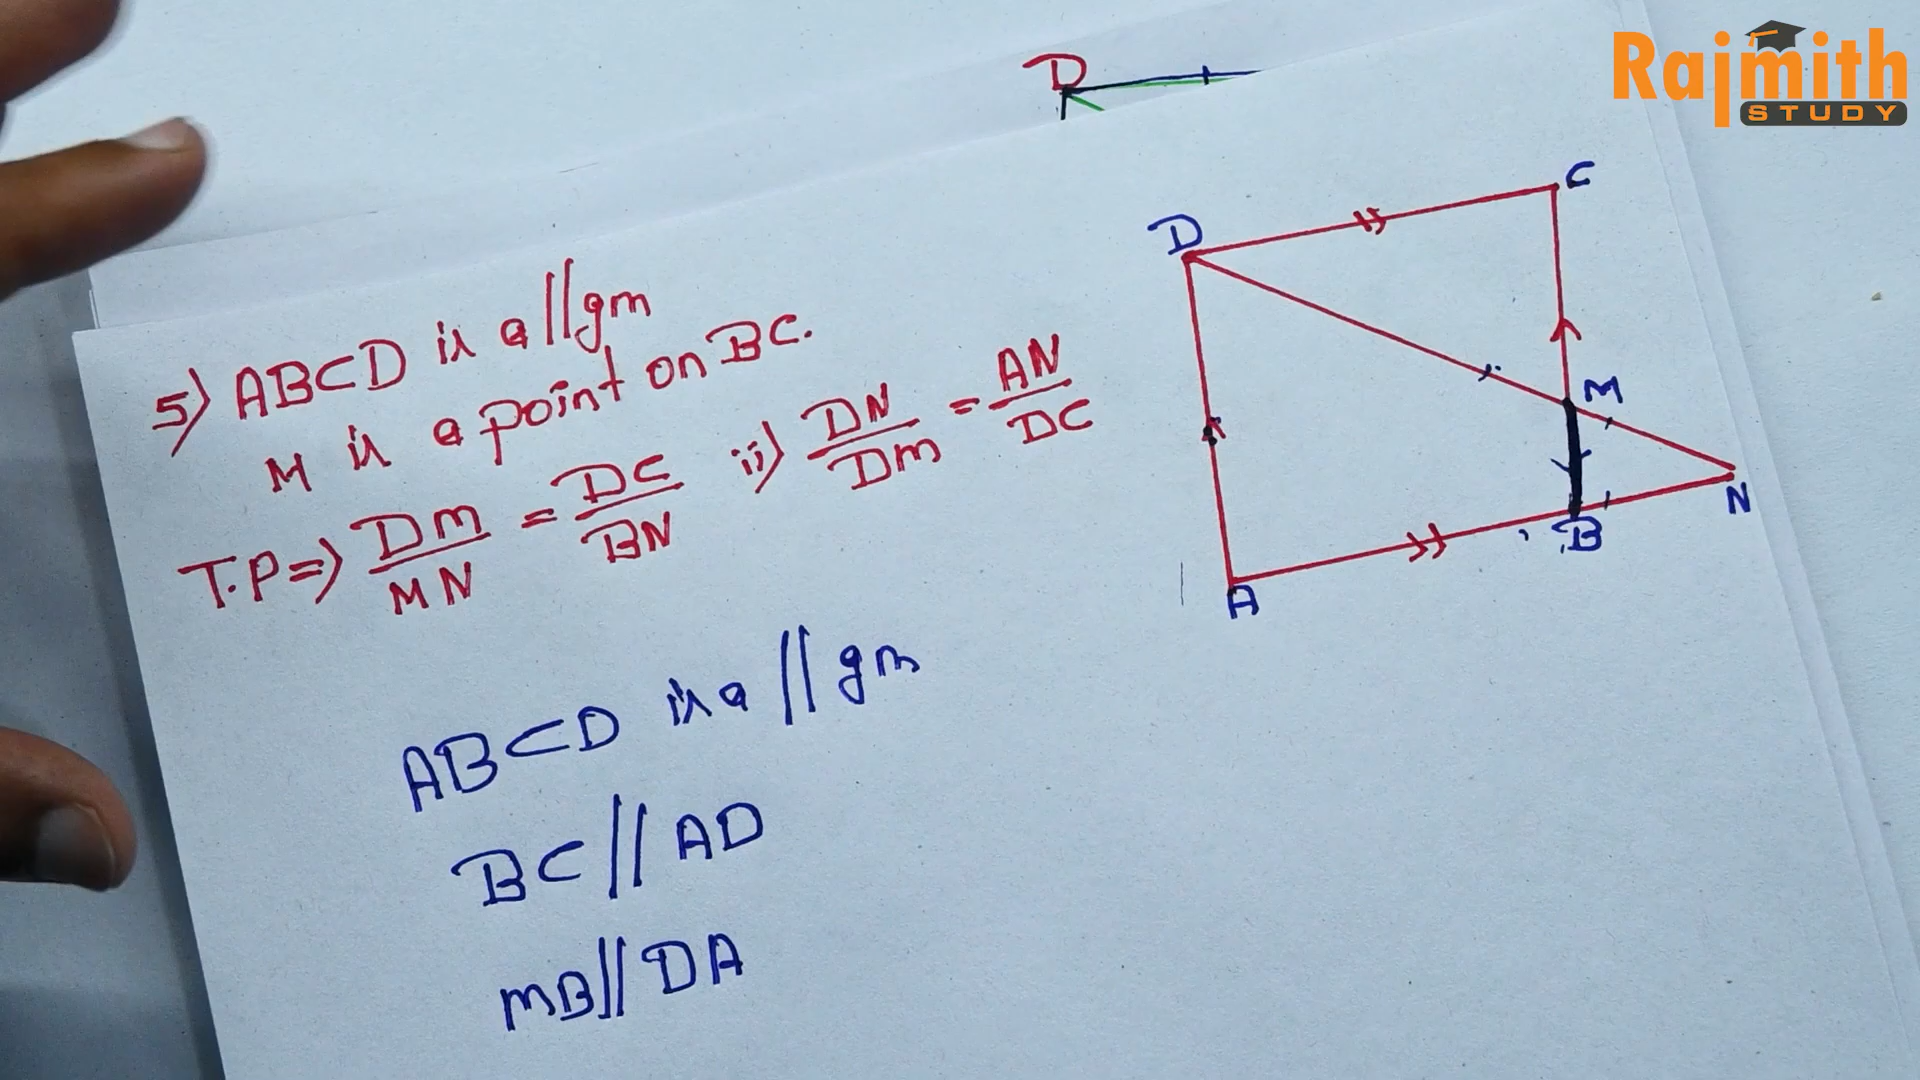 Rajmith
STUDY
D
5) ABCD is a //gm
M is a point on BC.
T.P => DM/MN = DC/BN ii) DN/DM = AN/DC
D
C
M
N
B
A
ABCD is a // gm
BC // AD
MB // DA